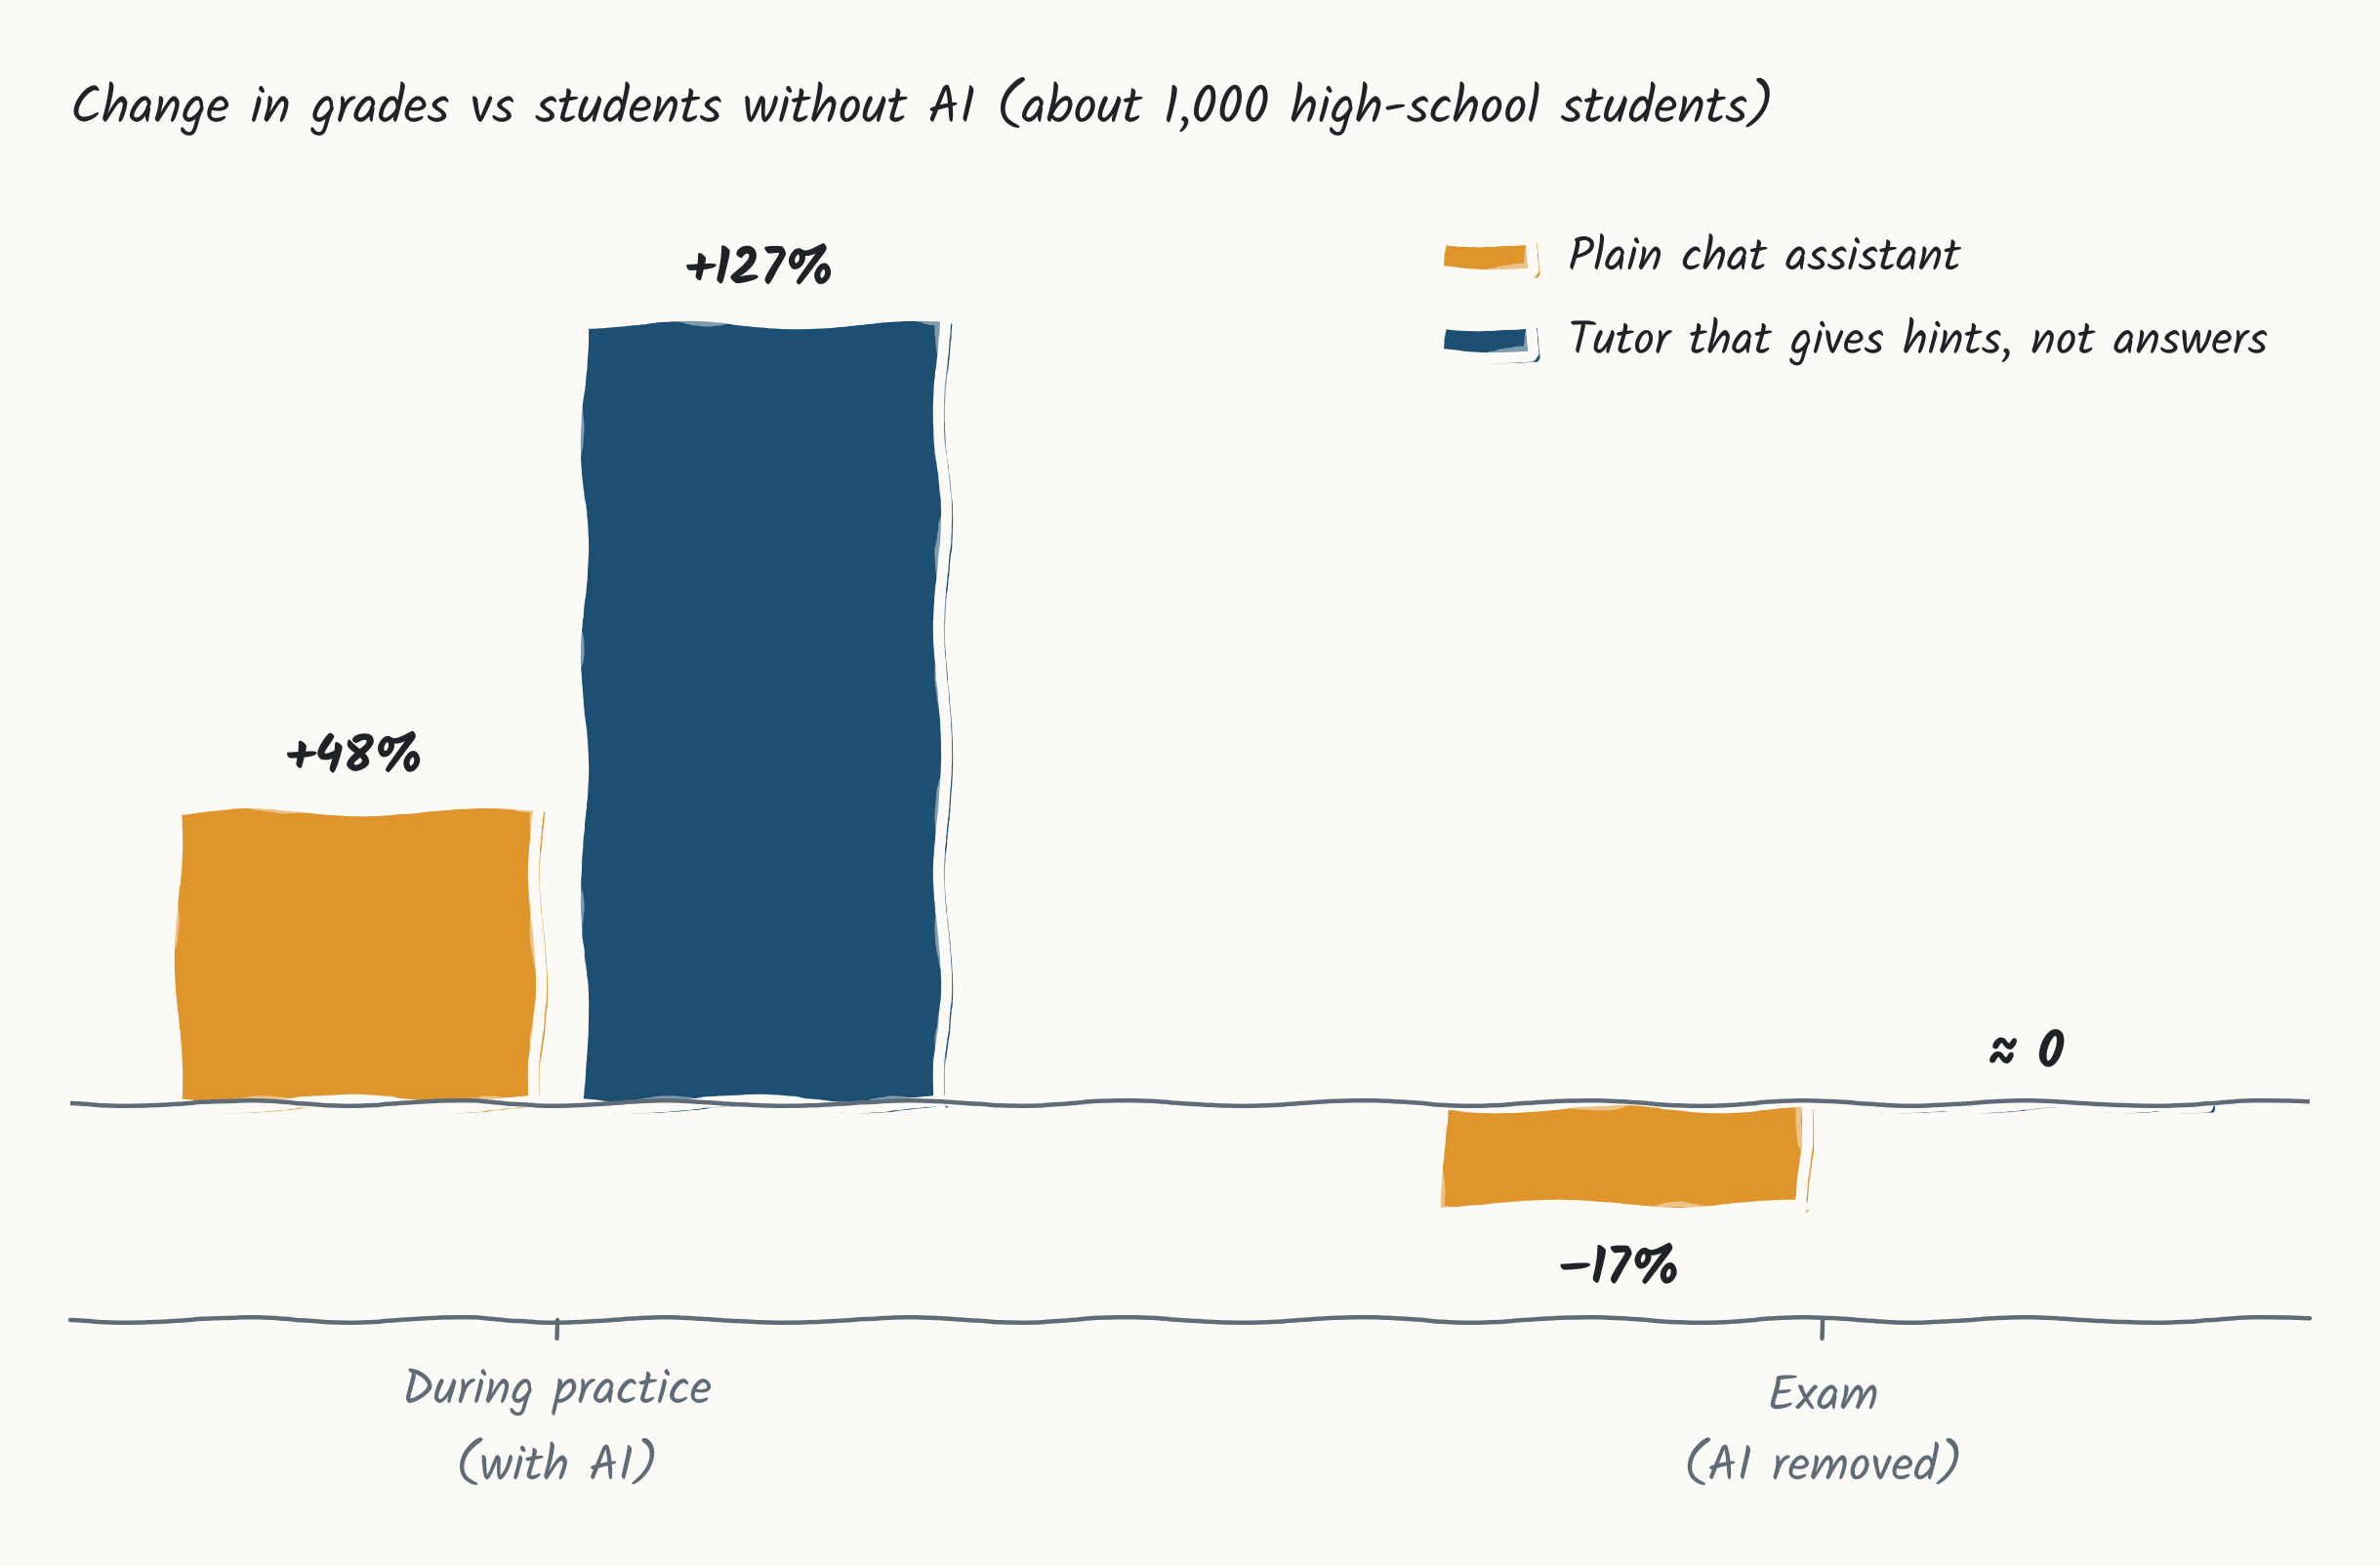 Change in grades vs students without AI (about 1,000 high-school students)
Plain chat assistant
Tutor that gives hints, not answers
+127%
+48%
≈ 0
−17%
During practice
(with AI)
Exam
(AI removed)